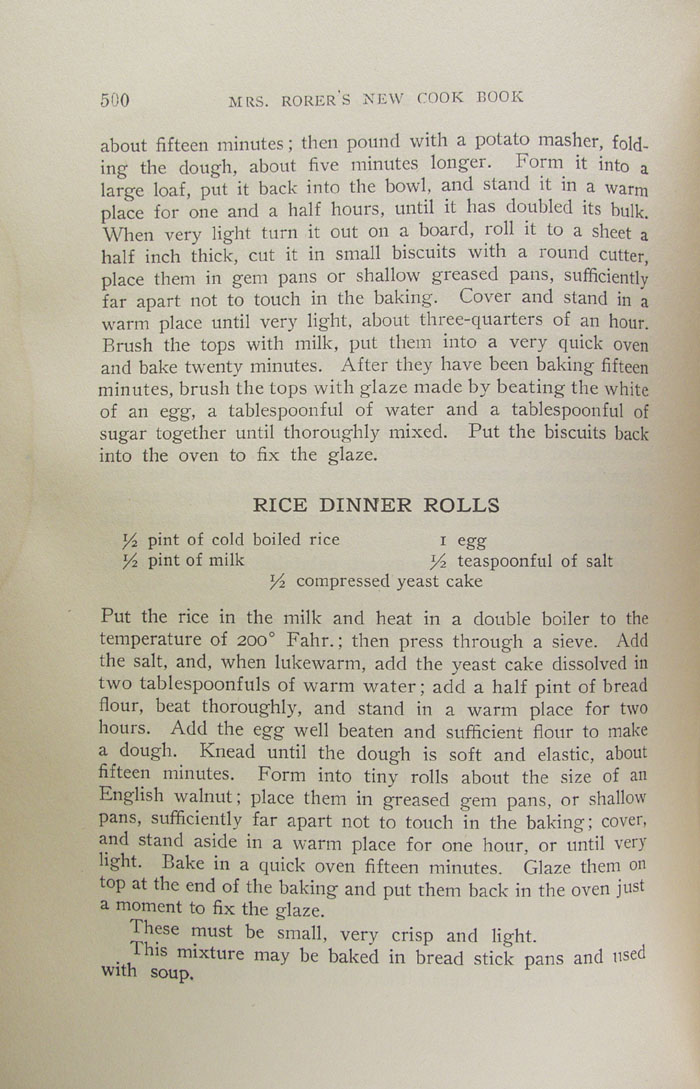 500 MRS. RORER'S NEW COOK BOOK
about fifteen minutes; then pound with a potato masher, fold-
ing the dough, about five minutes longer. Form it into a
large loaf, put it back into the bowl, and stand it in a warm
place for one and a half hours, until it has doubled its bulk.
When very light turn it out on a board, roll it to a sheet a
half inch thick, cut it in small biscuits with a round cutter,
place them in gem pans or shallow greased pans, sufficiently
far apart not to touch in the baking. Cover and stand in a
warm place until very light, about three-quarters of an hour.
Brush the tops with milk, put them into a very quick oven
and bake twenty minutes. After they have been baking fifteen
minutes, brush the tops with glaze made by beating the white
of an egg, a tablespoonful of water and a tablespoonful of
sugar together until thoroughly mixed. Put the biscuits back
into the oven to fix the glaze.
RICE DINNER ROLLS
½ pint of cold boiled rice 1 egg
½ pint of milk ½ teaspoonful of salt
½ compressed yeast cake
Put the rice in the milk and heat in a double boiler to the
temperature of 200° Fahr.; then press through a sieve. Add
the salt, and, when lukewarm, add the yeast cake dissolved in
two tablespoonfuls of warm water; add a half pint of bread
flour, beat thoroughly, and stand in a warm place for two
hours. Add the egg well beaten and sufficient flour to make
a dough. Knead until the dough is soft and elastic, about
fifteen minutes. Form into tiny rolls about the size of an
English walnut; place them in greased gem pans, or shallow
pans, sufficiently far apart not to touch in the baking; cover,
and stand aside in a warm place for one hour, or until very
light. Bake in a quick oven fifteen minutes. Glaze them on
top at the end of the baking and put them back in the oven just
a moment to fix the glaze.
These must be small, very crisp and light.
This mixture may be baked in bread stick pans and used
with soup.